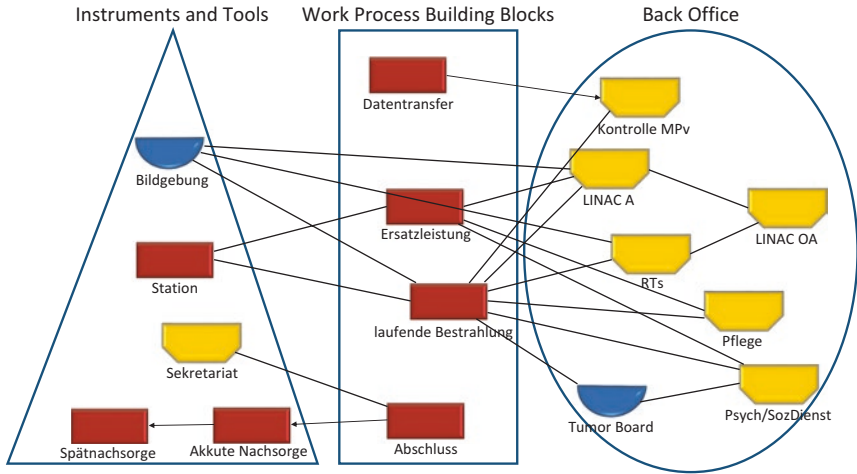 Instruments and Tools
Work Process Building Blocks
Back Office
Datentransfer
Kontrolle MPv
Bildgebung
LINAC A
Ersatzleistung
LINAC OA
Station
RTs
laufende Bestrahlung
Pflege
Sekretariat
Psych/SozDienst
Tumor Board
Spätnachsorge
Akkute Nachsorge
Abschluss